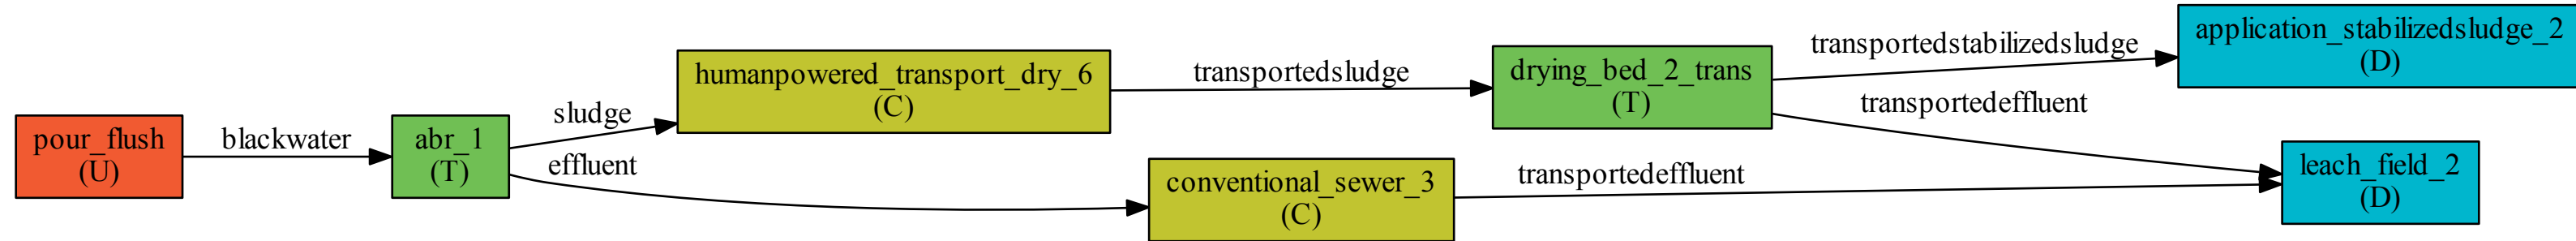 pour_flush
(U)
blackwater
abr_1
(T)
sludge
effluent
humanpowered_transport_dry_6
(C)
transportedsludge
conventional_sewer_3
(C)
transportedeffluent
drying_bed_2_trans
(T)
transportedstabilizedsludge
transportedeffluent
application_stabilizedsludge_2
(D)
leach_field_2
(D)